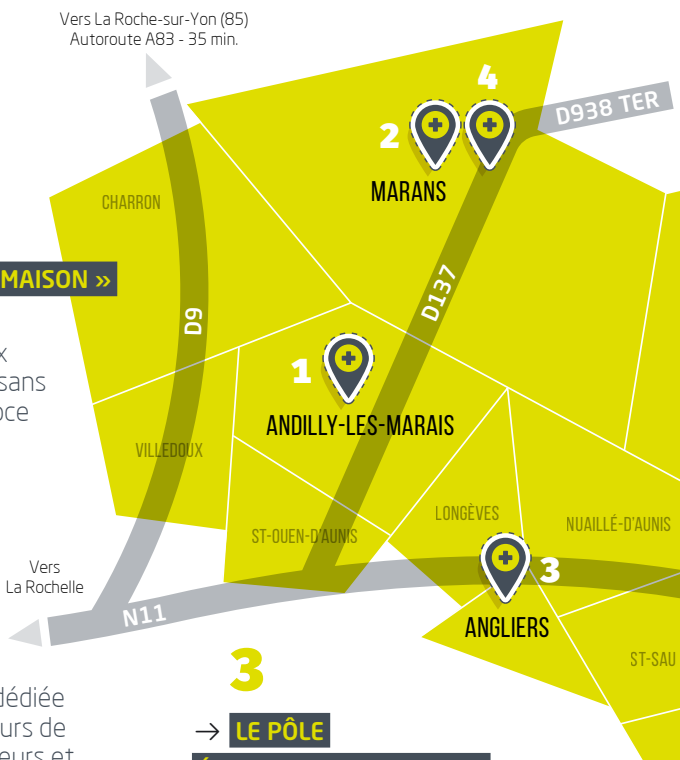 Vers La Roche-sur-Yon (85)
Autoroute A83 - 35 min.
4
D938 TER
2
MARANS
CHARRON
MAISON »
D137
D9
x
sans
oce
1
ANDILLY-LES-MARAIS
VILLEDOUX
LONGÈVES
NUAILLÉ-D'AUNIS
ST-OUEN-D'AUNIS
Vers
La Rochelle
3
N11
ANGLIERS
ST-SAU
3
dédiée
urs de
eurs et
→ LE PÔLE